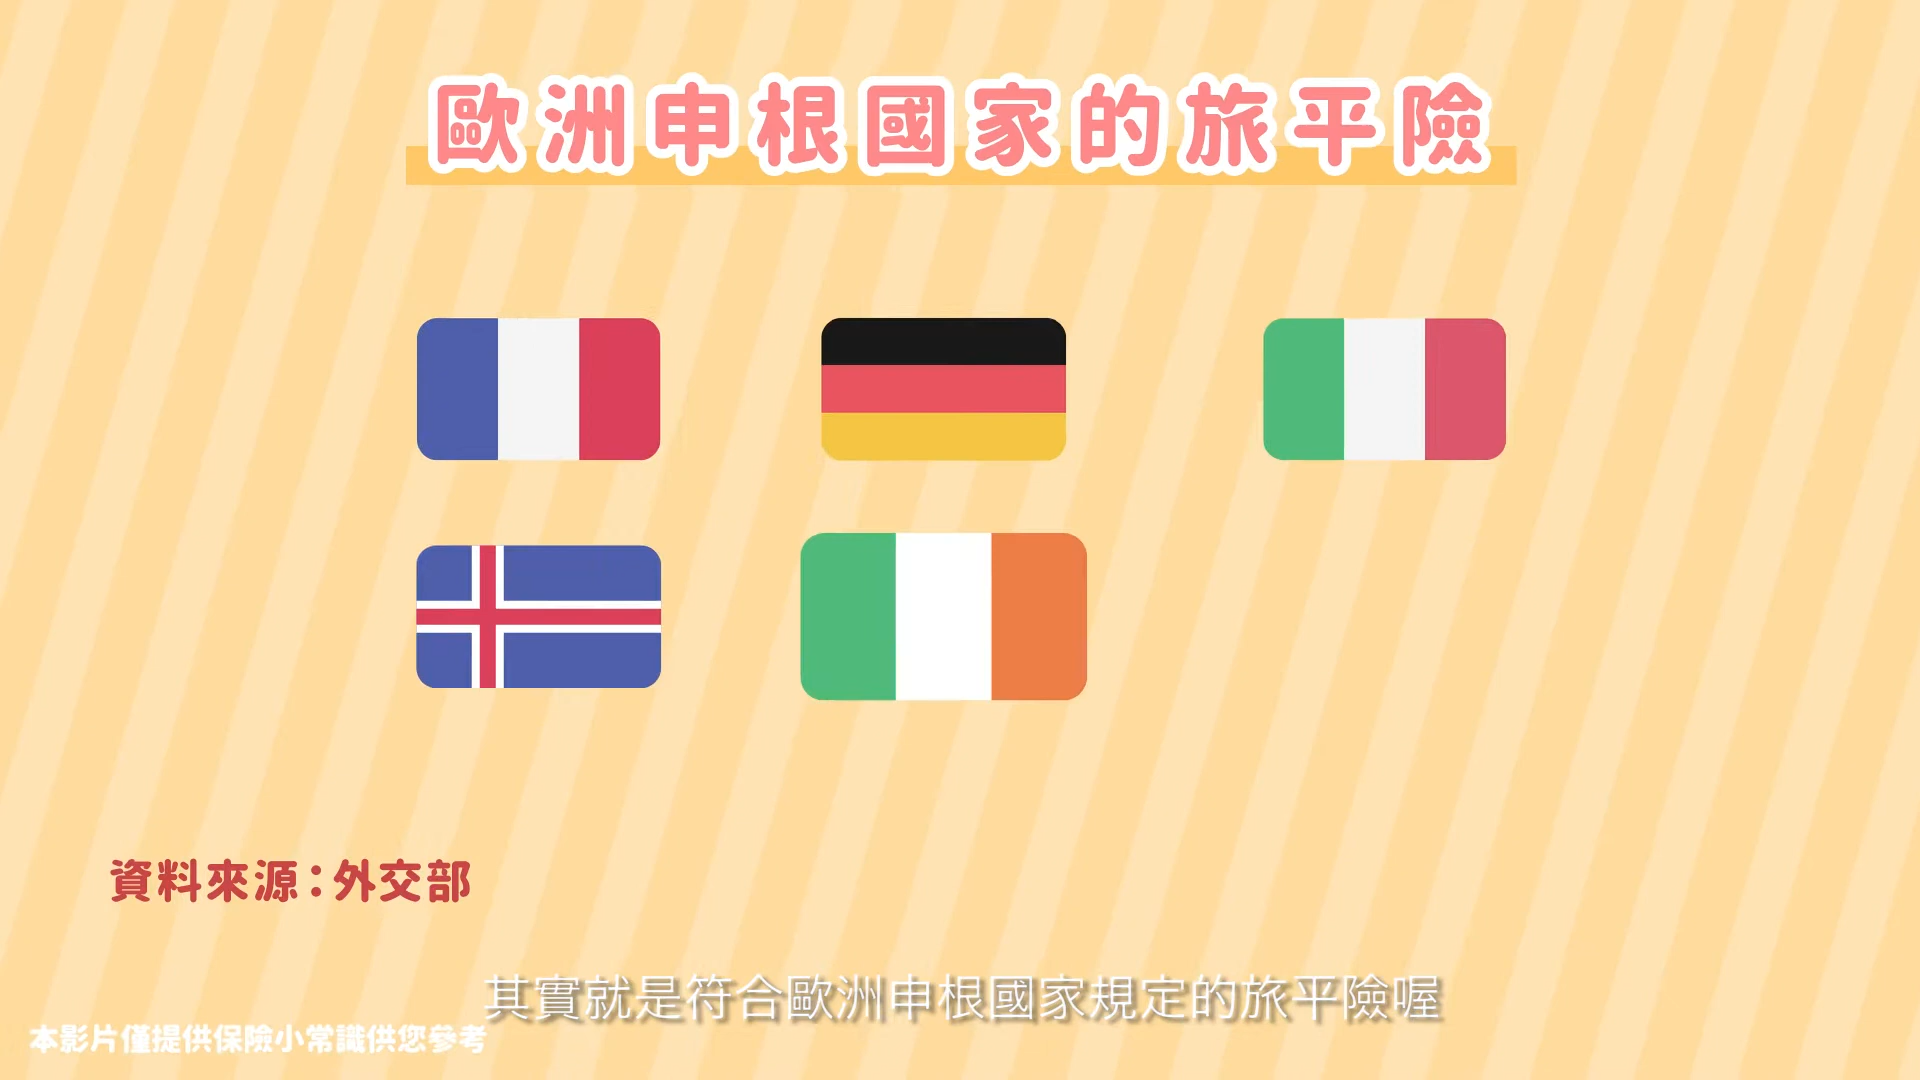 歐洲申根國家的旅平險
資料來源：外交部
其實就是符合歐洲申根國家規定的旅平險喔
本影片僅提供保險小常識供您參考